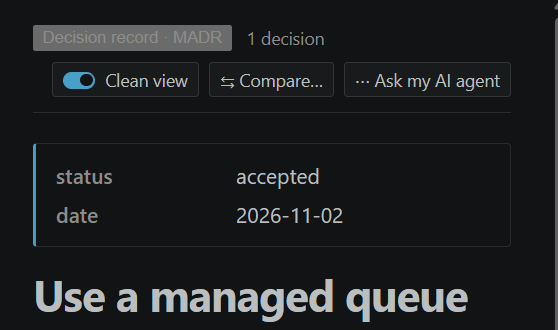 Decision record · MADR 1 decision
Clean view ⇆ Compare... ··· Ask my AI agent
status accepted
date 2026-11-02
Use a managed queue